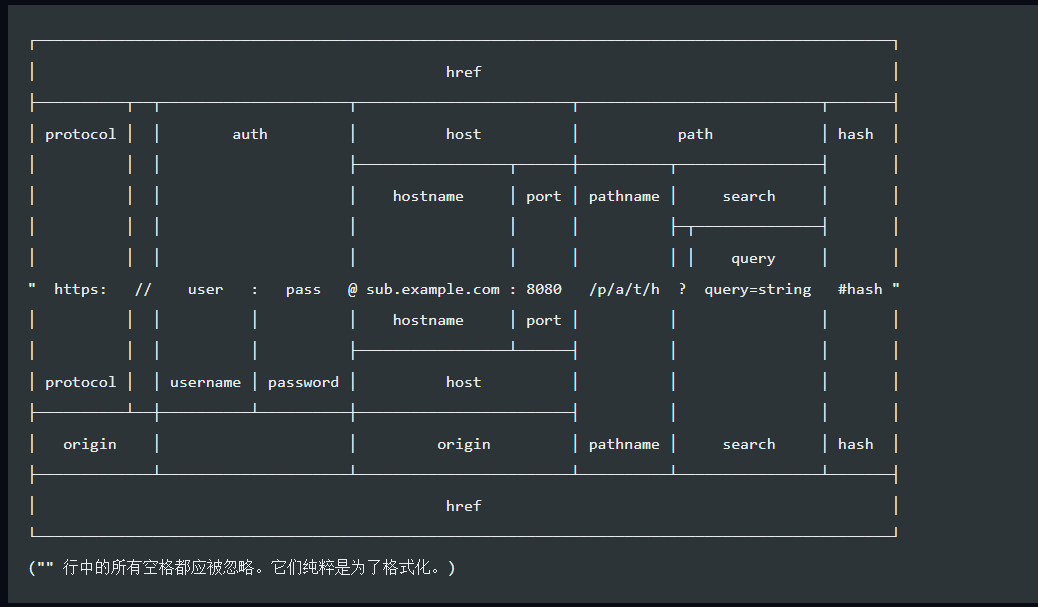 href
protocol auth host path hash
hostname port pathname search
query
" https: // user : pass @ sub.example.com : 8080 /p/a/t/h ? query=string #hash "
hostname port
protocol username password host
origin origin pathname search hash
href
("" 行中的所有空格都应被忽略。它们纯粹是为了格式化。)